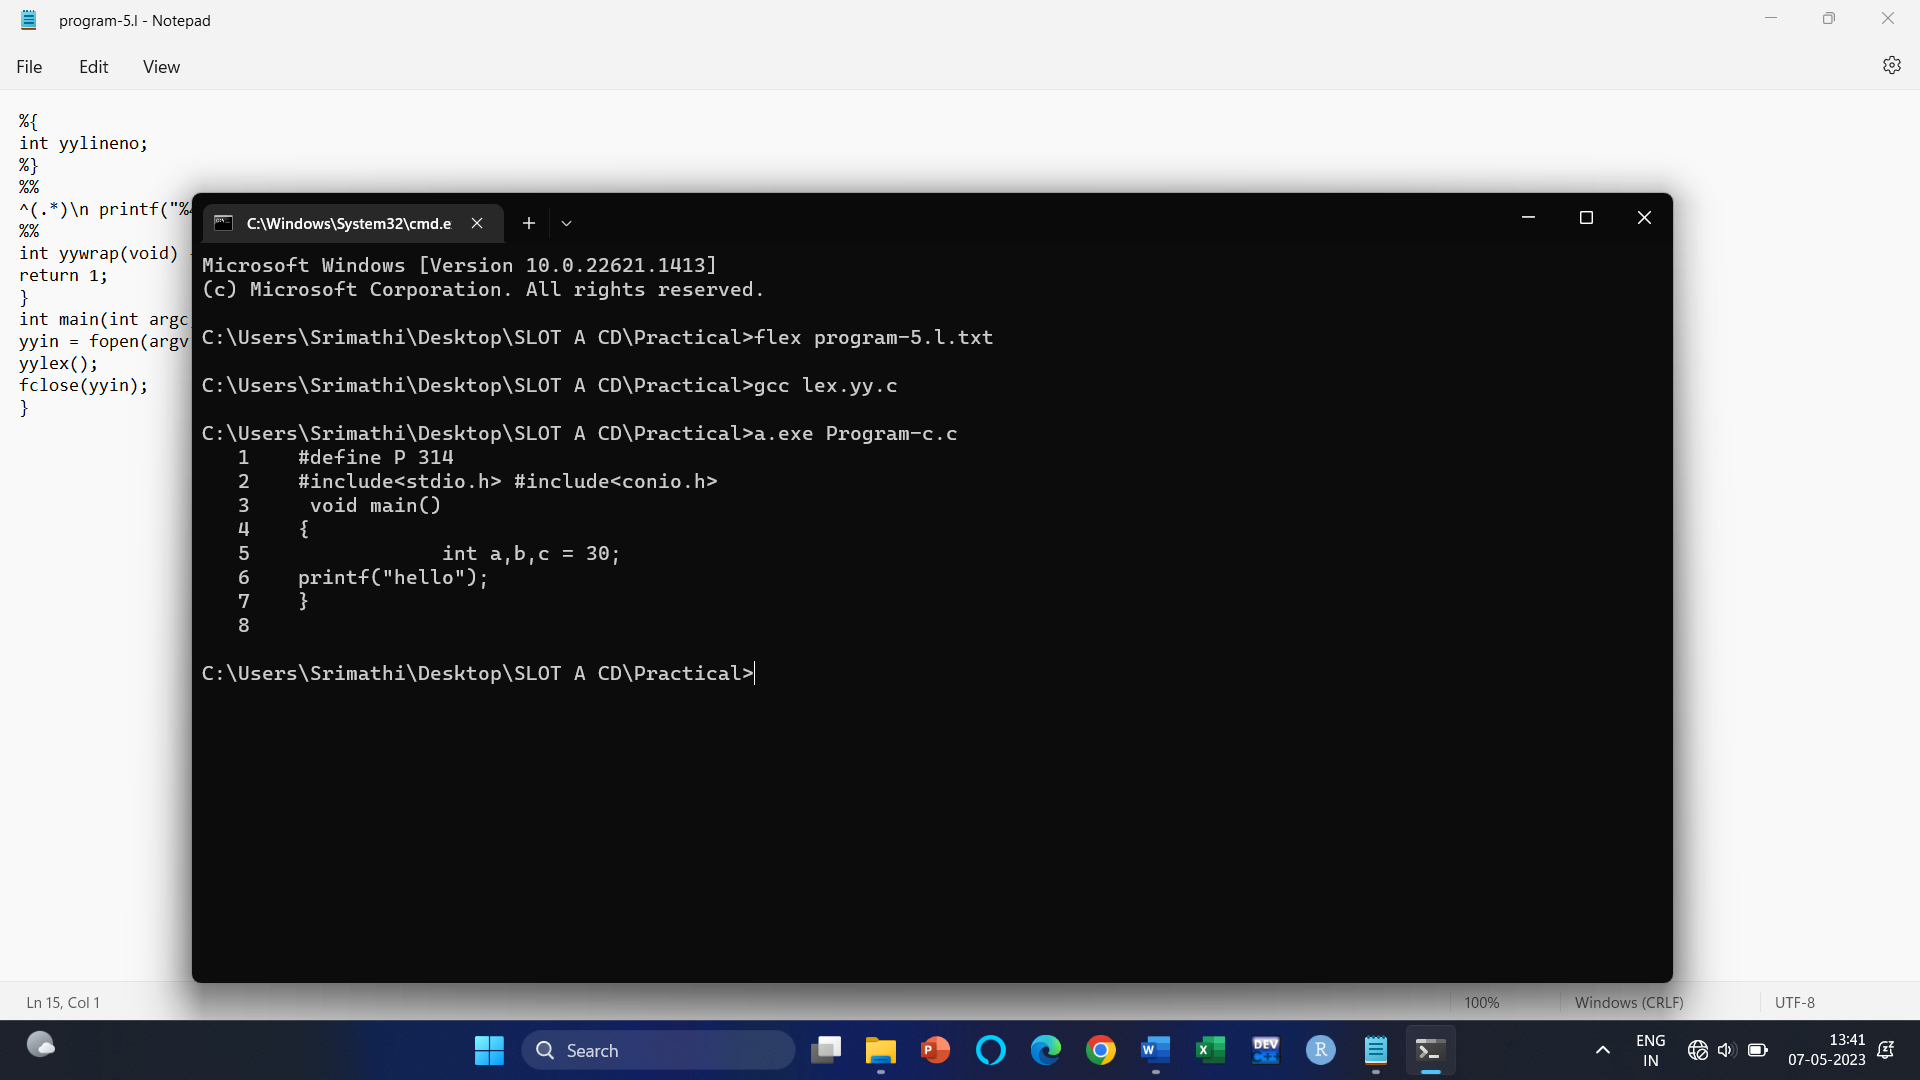 program-5.l - Notepad
File Edit View
%{
int yylineno;
%}
%%
^(.*)\n printf("%4
%%
int yywrap(void)
return 1;
}
int main(int argc
yyin = fopen(argv
yylex();
fclose(yyin);
}
C:\Windows\System32\cmd.e
Microsoft Windows [Version 10.0.22621.1413]
(c) Microsoft Corporation. All rights reserved.
C:\Users\Srimathi\Desktop\SLOT A CD\Practical>flex program-5.l.txt
C:\Users\Srimathi\Desktop\SLOT A CD\Practical>gcc lex.yy.c
C:\Users\Srimathi\Desktop\SLOT A CD\Practical>a.exe Program-c.c
1 #define P 314
2 #include<stdio.h> #include<conio.h>
3 void main()
4 {
5 int a,b,c = 30;
6 printf("hello");
7 }
8
C:\Users\Srimathi\Desktop\SLOT A CD\Practical>
Ln 15, Col 1 100% Windows (CRLF) UTF-8
Search
P
W
X
DEV
C++
R
ENG
IN
13:41
07-05-2023